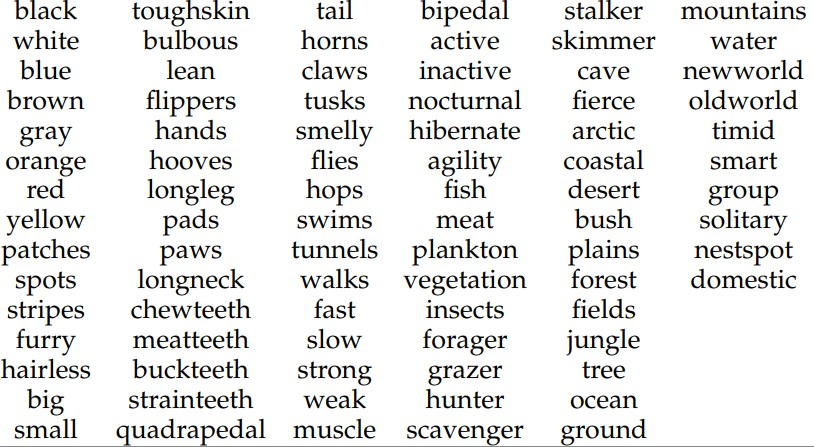 black toughskin tail bipedal stalker mountains
white bulbous horns active skimmer water
blue lean claws inactive cave newworld
brown flippers tusks nocturnal fierce oldworld
gray hands smelly hibernate arctic timid
orange hooves flies agility coastal smart
red longleg hops fish desert group
yellow pads swims meat bush solitary
patches paws tunnels plankton plains nestspot
spots longneck walks vegetation forest domestic
stripes chewteeth fast insects fields
furry meatteeth slow forager jungle
hairless buckteeth strong grazer tree
big strainteeth weak hunter ocean
small quadrapedal muscle scavenger ground